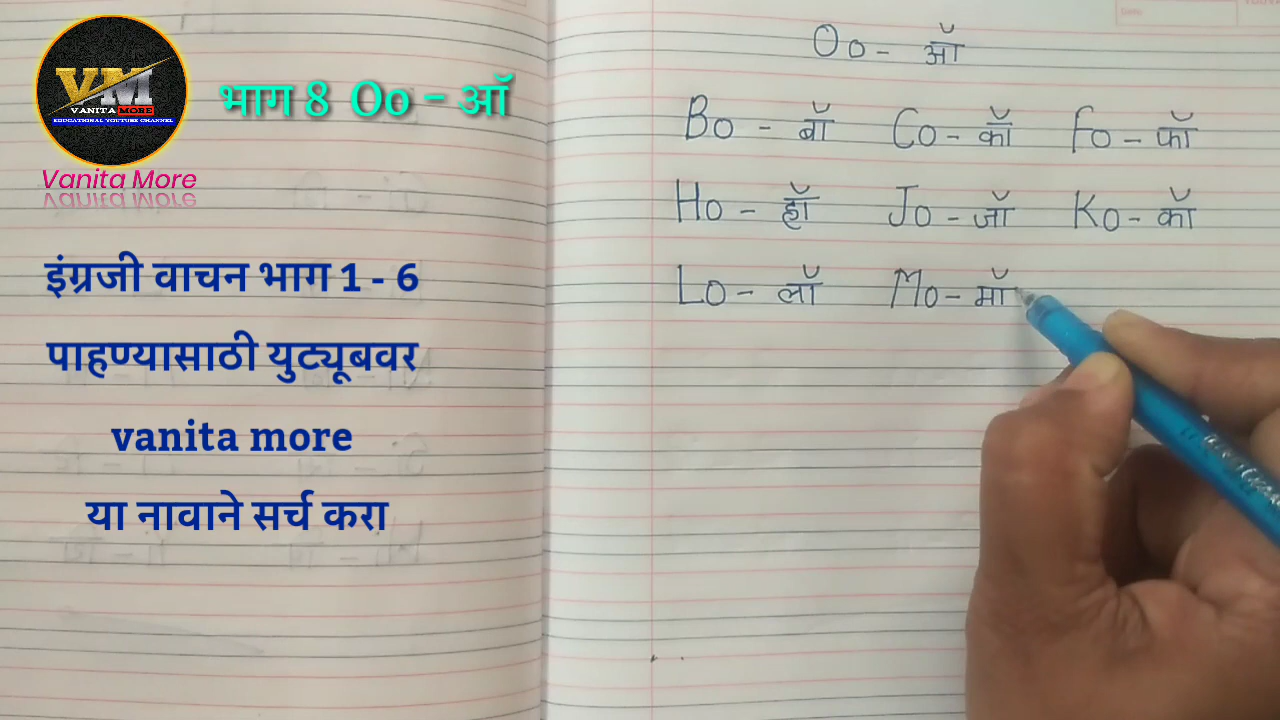 VM
VANITA MORE
EDUCATIONAL YOUTUBE CHANNEL
Vanita More
भाग 8 Oo - ऑ
इंग्रजी वाचन भाग 1 - 6
पाहण्यासाठी युट्यूबवर
vanita more
या नावाने सर्च करा
Oo - ऑ
Bo - बॉ Co - कॉ Fo - फॉ
Ho - हॉ Jo - जॉ Ko - कॉ
Lo - लॉ Mo - मॉ